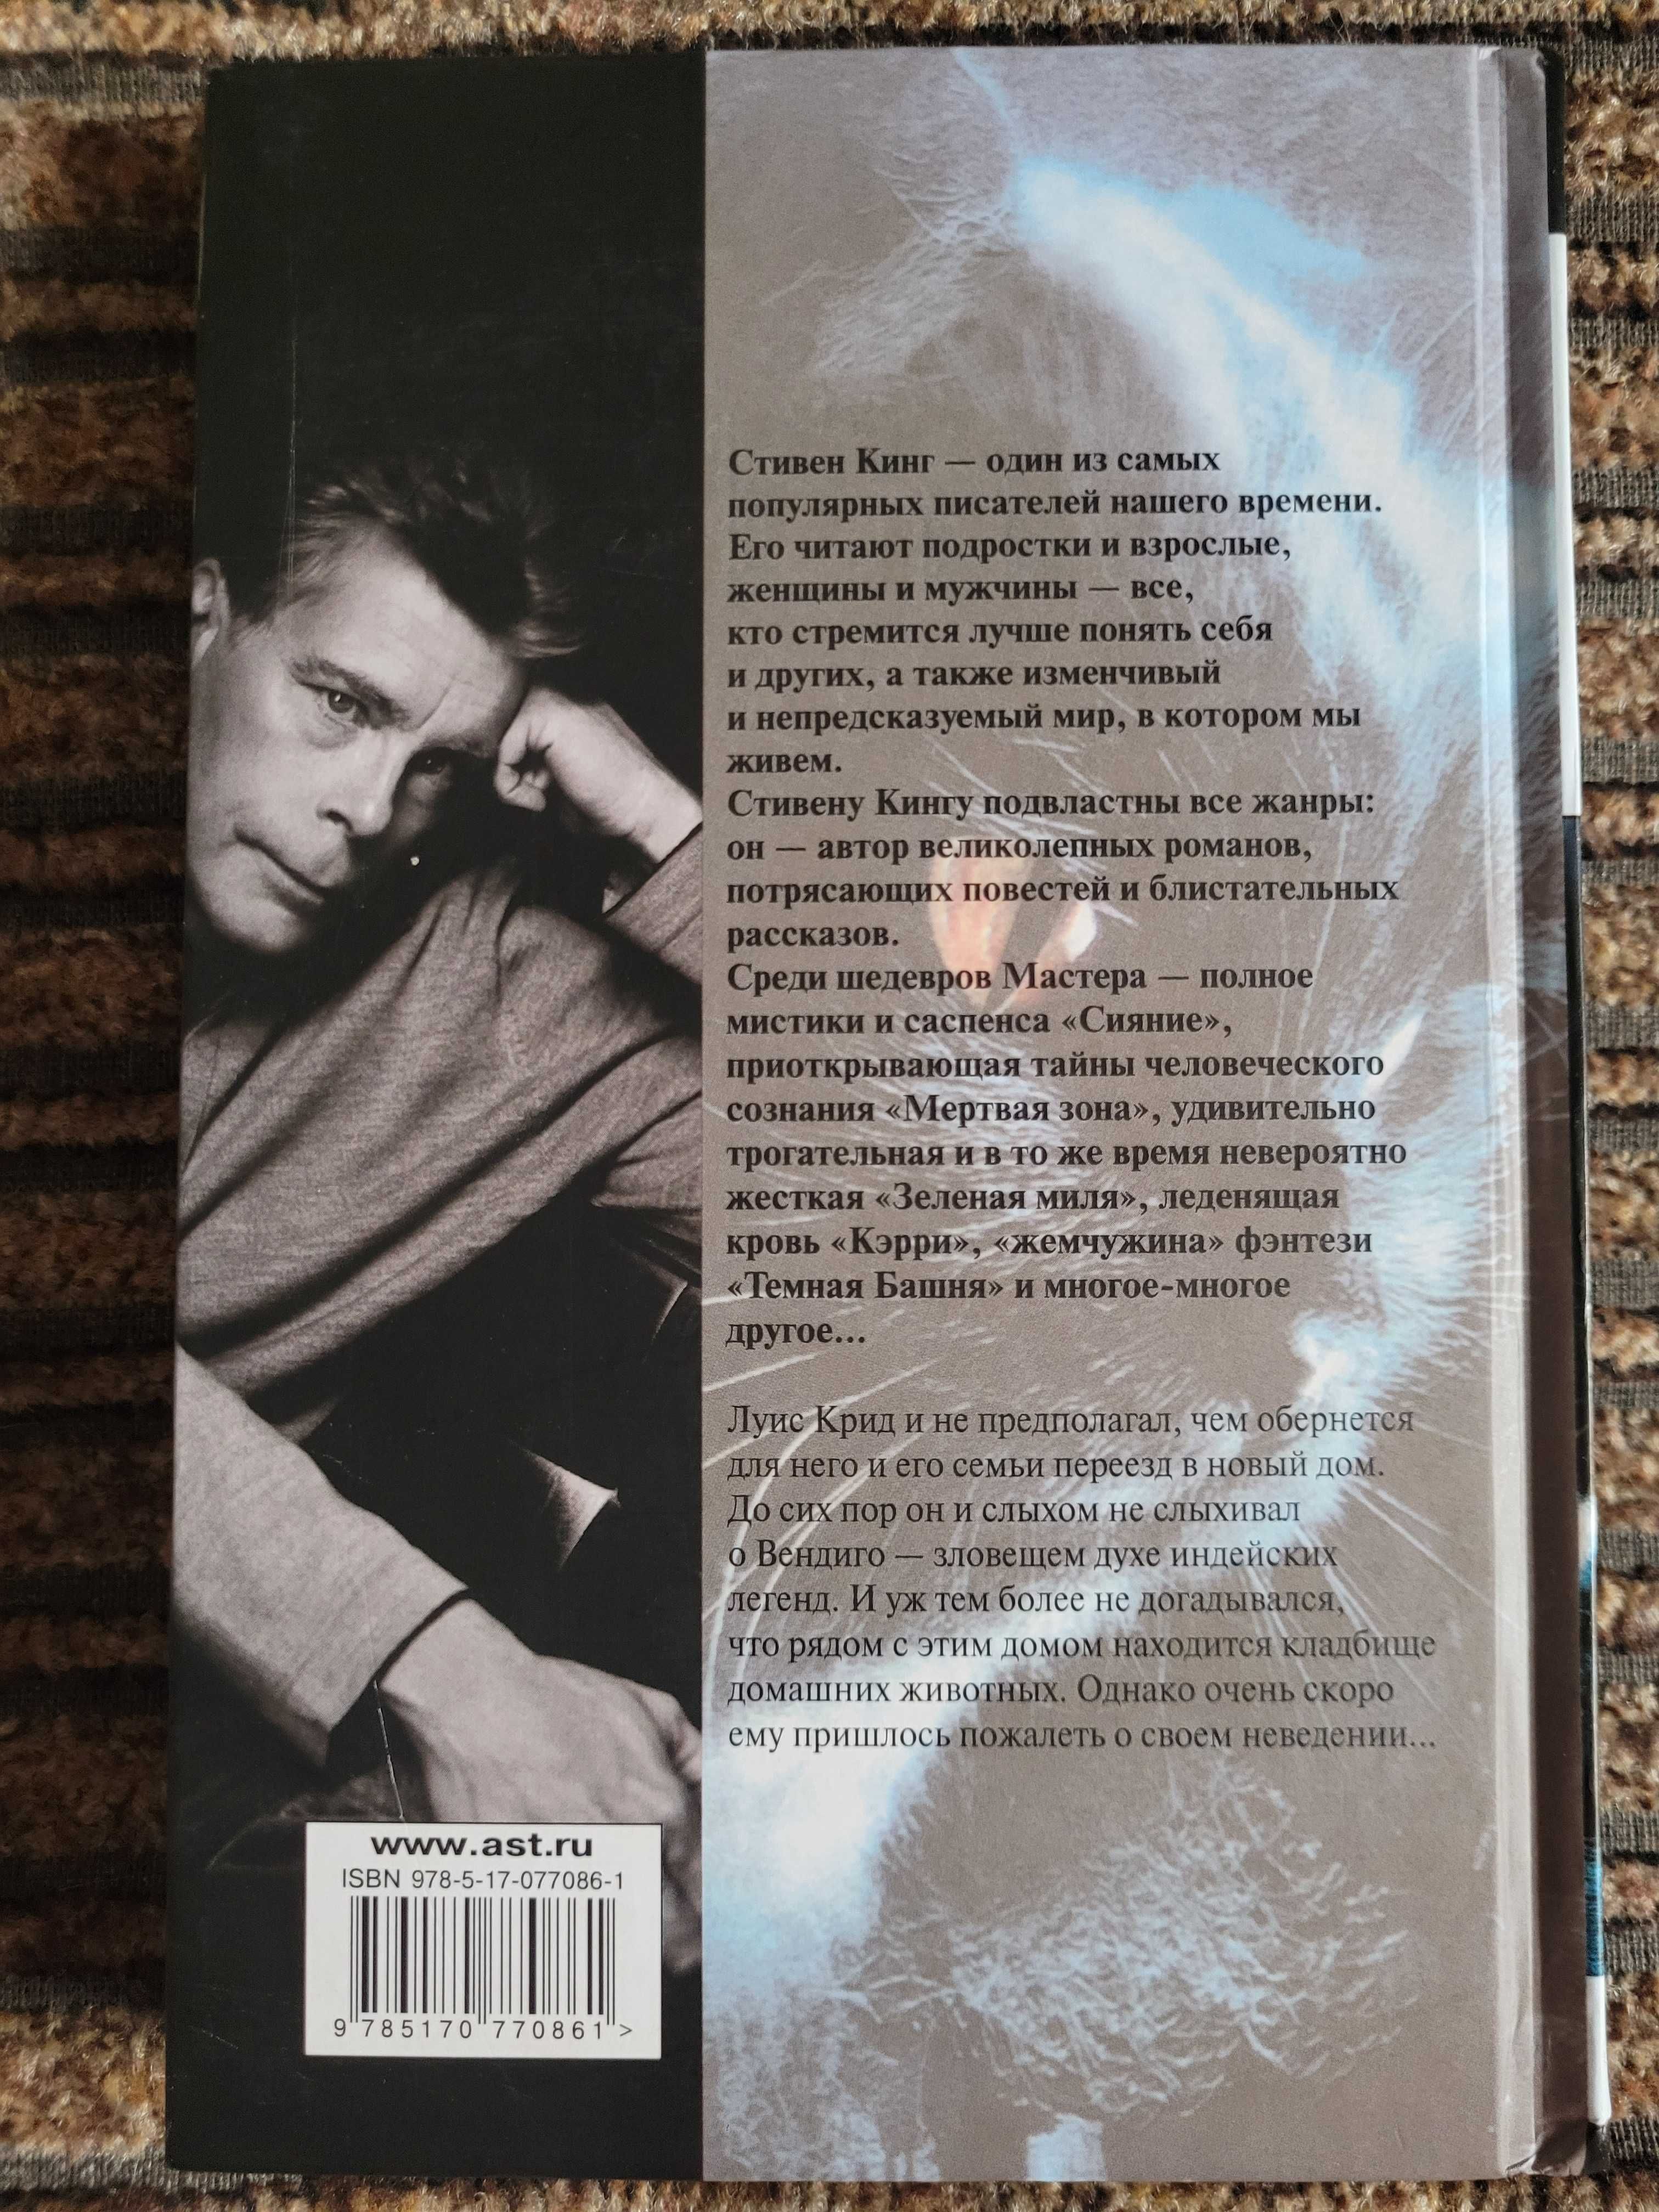 Стивен Кинг — один из самых
популярных писателей нашего времени.
Его читают подростки и взрослые,
женщины и мужчины — все,
кто стремится лучше понять себя
и других, а также изменчивый
и непредсказуемый мир, в котором мы
живем.
Стивену Кингу подвластны все жанры:
он — автор великолепных романов,
потрясающих повестей и блистательных
рассказов.
Среди шедевров Мастера — полное
мистики и саспенса «Сияние»,
приоткрывающая тайны человеческого
сознания «Мертвая зона», удивительно
трогательная и в то же время невероятно
жесткая «Зеленая миля», леденящая
кровь «Кэрри», «жемчужина» фэнтези
«Темная Башня» и многое-многое
другое...
Луис Крид и не предполагал, чем обернется
для него и его семьи переезд в новый дом.
До сих пор он и слыхом не слыхивал
о Вендиго — зловещем духе индейских
легенд. И уж тем более не догадывался,
что рядом с этим домом находится кладбище
домашних животных. Однако очень скоро
ему пришлось пожалеть о своем неведении...
www.ast.ru
ISBN 978-5-17-077086-1
9 785170 770861 >